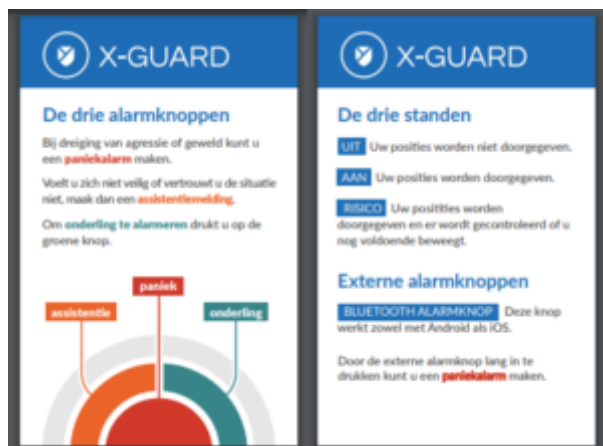 X-GUARD
De drie alarmknoppen
Bij dreiging van agressie of geweld kunt u
een paniekalarm maken.
Voelt u zich niet veilig of vertrouwt u de situatie
niet, maak dan een assistentiemelding.
Om onderling te alarmeren drukt u op de
groene knop.
paniek
assistentie
onderling
X-GUARD
De drie standen
UIT Uw posities worden niet doorgegeven.
AAN Uw posities worden doorgegeven.
RISICO Uw positities worden
doorgegeven en er wordt gecontroleerd of u
nog voldoende beweegt.
Externe alarmknoppen
BLUETOOTH ALARMKNOP Deze knop
werkt zowel met Android als iOS.
Door de externe alarmknop lang in te
drukken kunt u een paniekalarm maken.